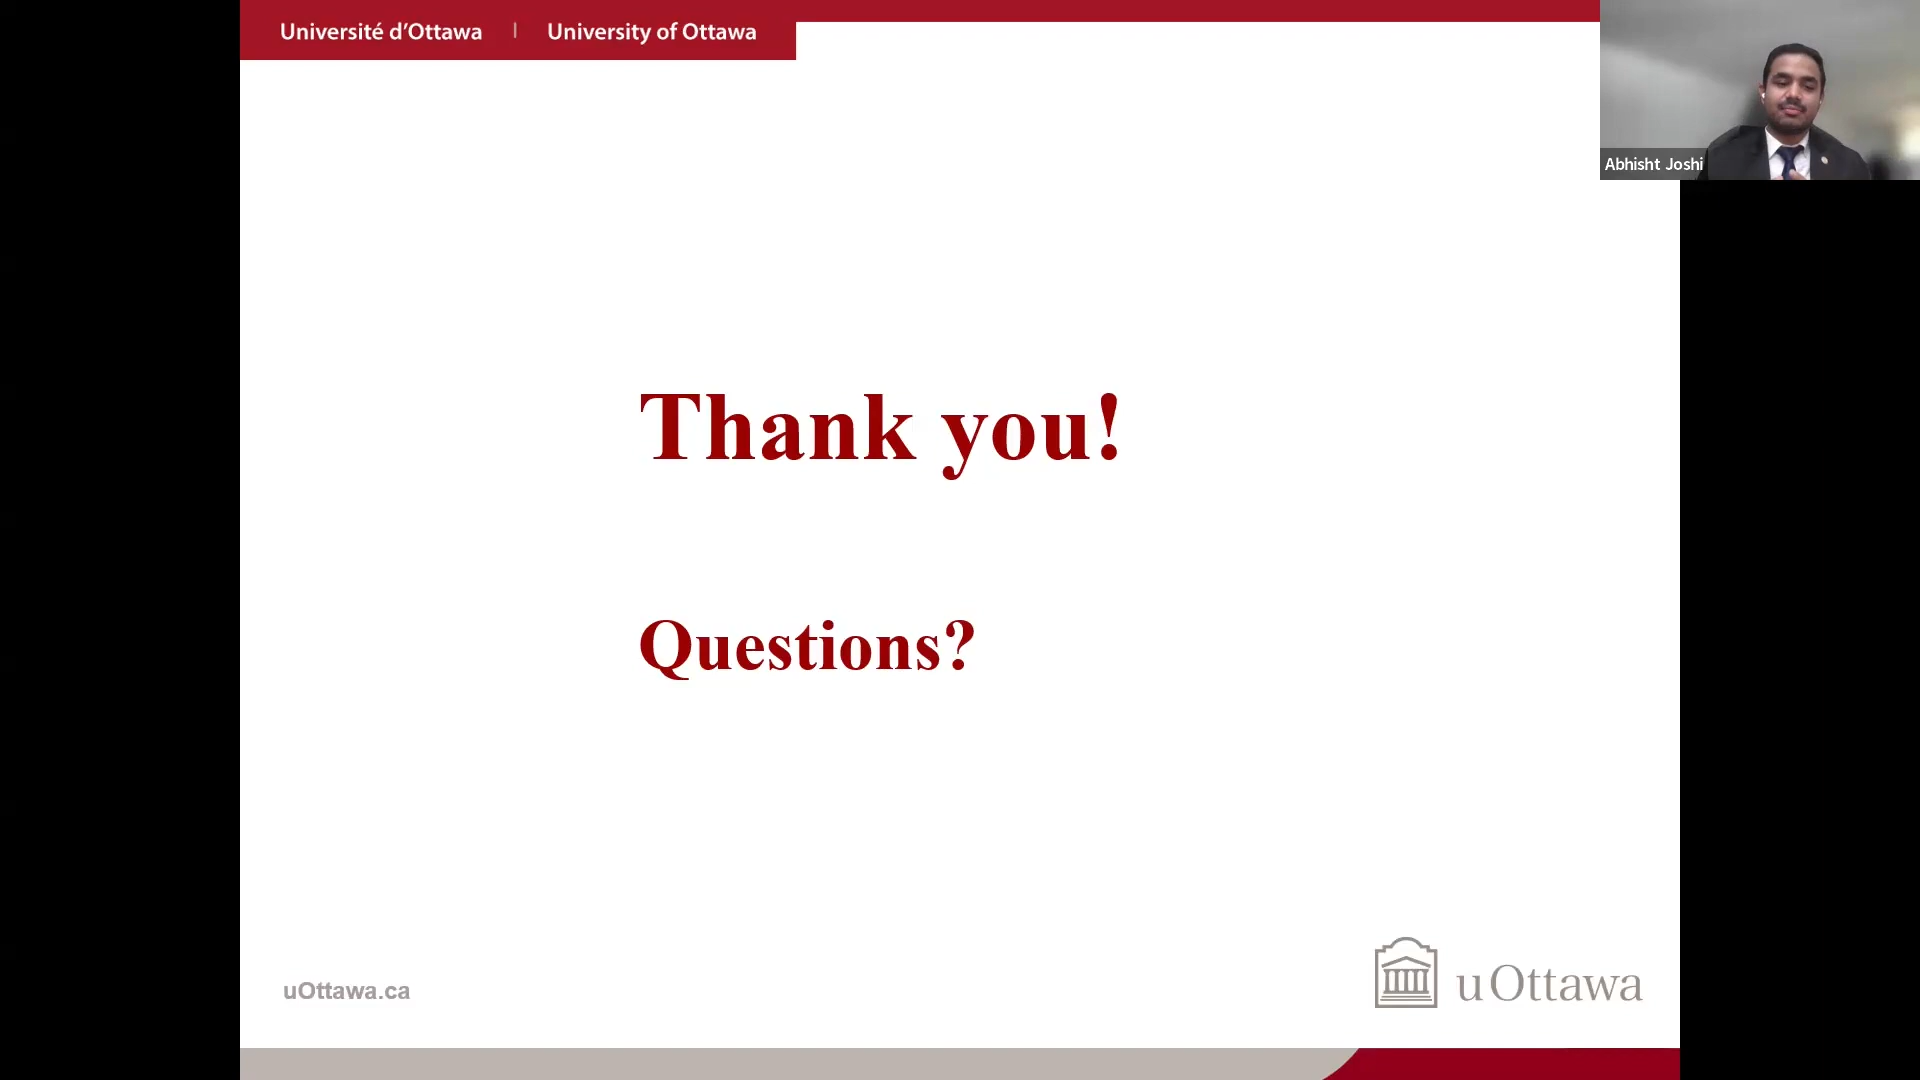 Université d'Ottawa | University of Ottawa
Abhisht Joshi
Thank you!
Questions?
uOttawa.ca
uOttawa